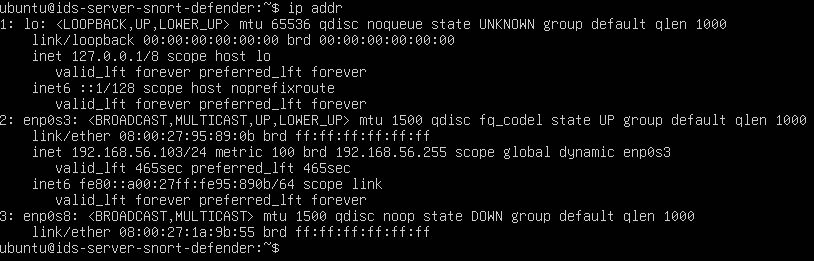 ubuntu@ids-server-snort-defender:~$ ip addr
1: lo: <LOOPBACK,UP,LOWER_UP> mtu 65536 qdisc noqueue state UNKNOWN group default qlen 1000
    link/loopback 00:00:00:00:00:00 brd 00:00:00:00:00:00
    inet 127.0.0.1/8 scope host lo
       valid_lft forever preferred_lft forever
    inet6 ::1/128 scope host noprefixroute
       valid_lft forever preferred_lft forever
2: enp0s3: <BROADCAST,MULTICAST,UP,LOWER_UP> mtu 1500 qdisc fq_codel state UP group default qlen 1000
    link/ether 08:00:27:95:89:0b brd ff:ff:ff:ff:ff:ff
    inet 192.168.56.103/24 metric 100 brd 192.168.56.255 scope global dynamic enp0s3
       valid_lft 465sec preferred_lft 465sec
    inet6 fe80::a00:27ff:fe95:890b/64 scope link
       valid_lft forever preferred_lft forever
3: enp0s8: <BROADCAST,MULTICAST> mtu 1500 qdisc noop state DOWN group default qlen 1000
    link/ether 08:00:27:1a:9b:55 brd ff:ff:ff:ff:ff:ff
ubuntu@ids-server-snort-defender:~$